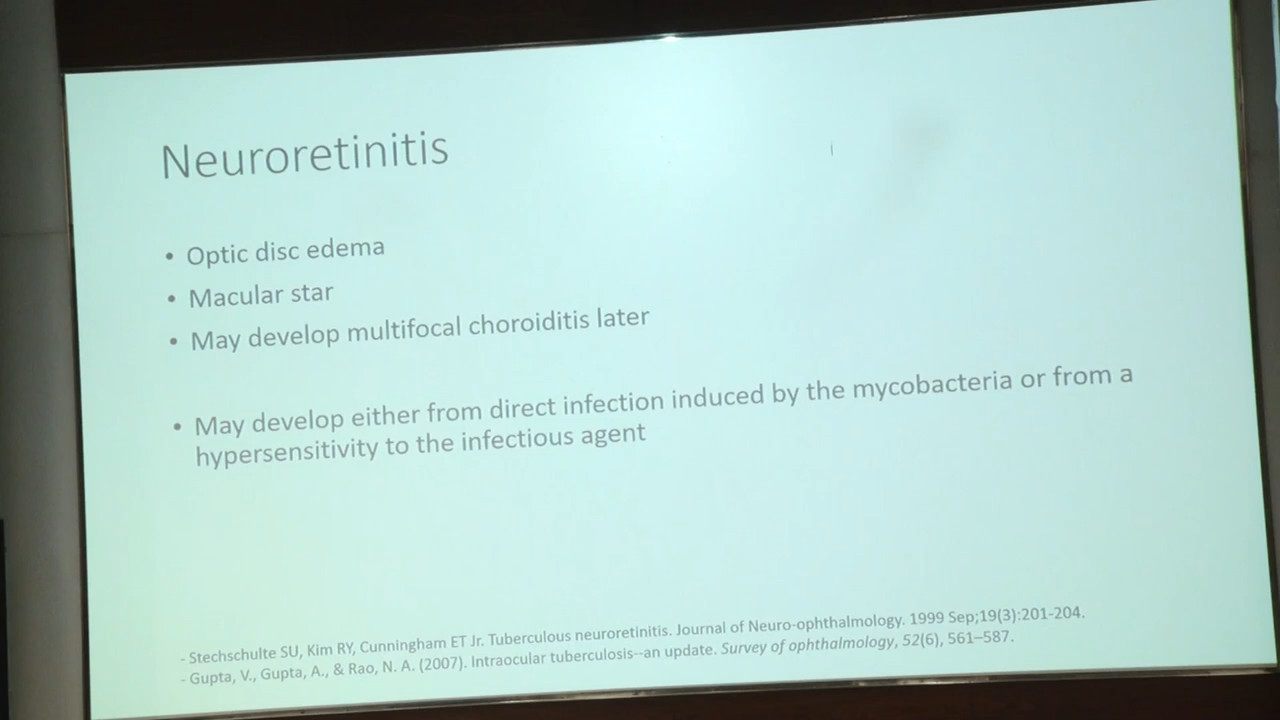 Neuroretinitis
• Optic disc edema
• Macular star
• May develop multifocal choroiditis later
• May develop either from direct infection induced by the mycobacteria or from a
hypersensitivity to the infectious agent
- Stechschulte SU, Kim RY, Cunningham ET Jr. Tuberculous neuroretinitis. Journal of Neuro-ophthalmology. 1999 Sep;19(3):201-204.
- Gupta, V., Gupta, A., & Rao, N. A. (2007). Intraocular tuberculosis--an update. Survey of ophthalmology, 52(6), 561–587.